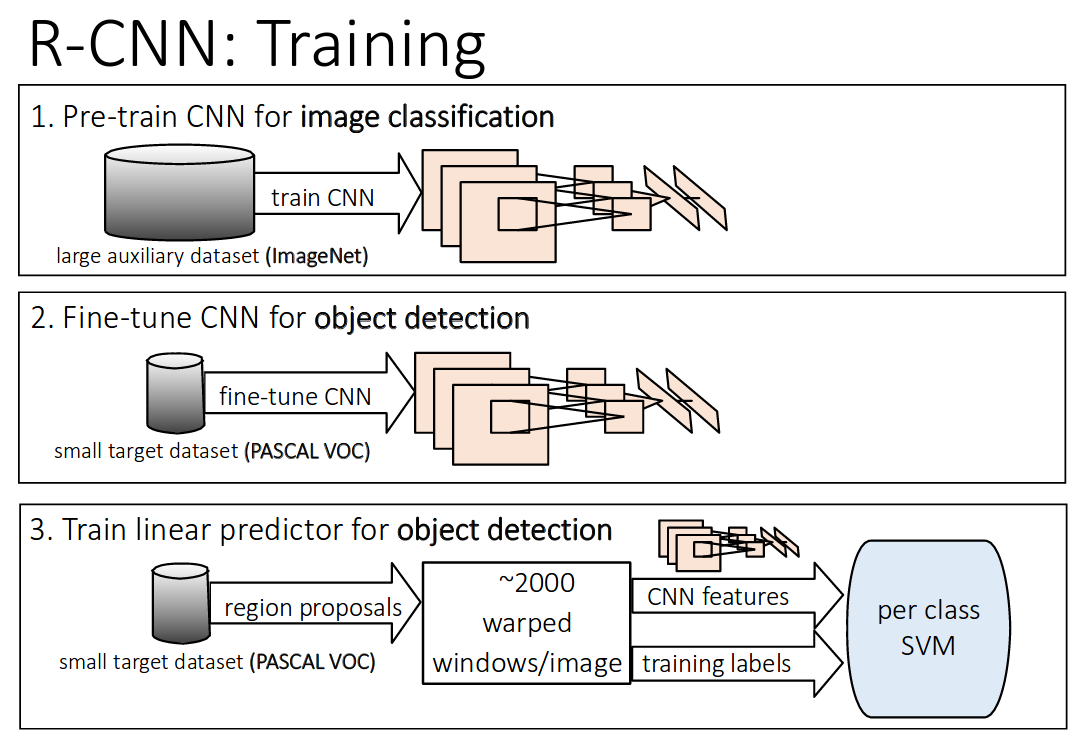 R-CNN: Training
1. Pre-train CNN for image classification
train CNN
large auxiliary dataset (ImageNet)
2. Fine-tune CNN for object detection
fine-tune CNN
small target dataset (PASCAL VOC)
3. Train linear predictor for object detection
region proposals
small target dataset (PASCAL VOC)
~2000
warped
windows/image
CNN features
training labels
per class
SVM